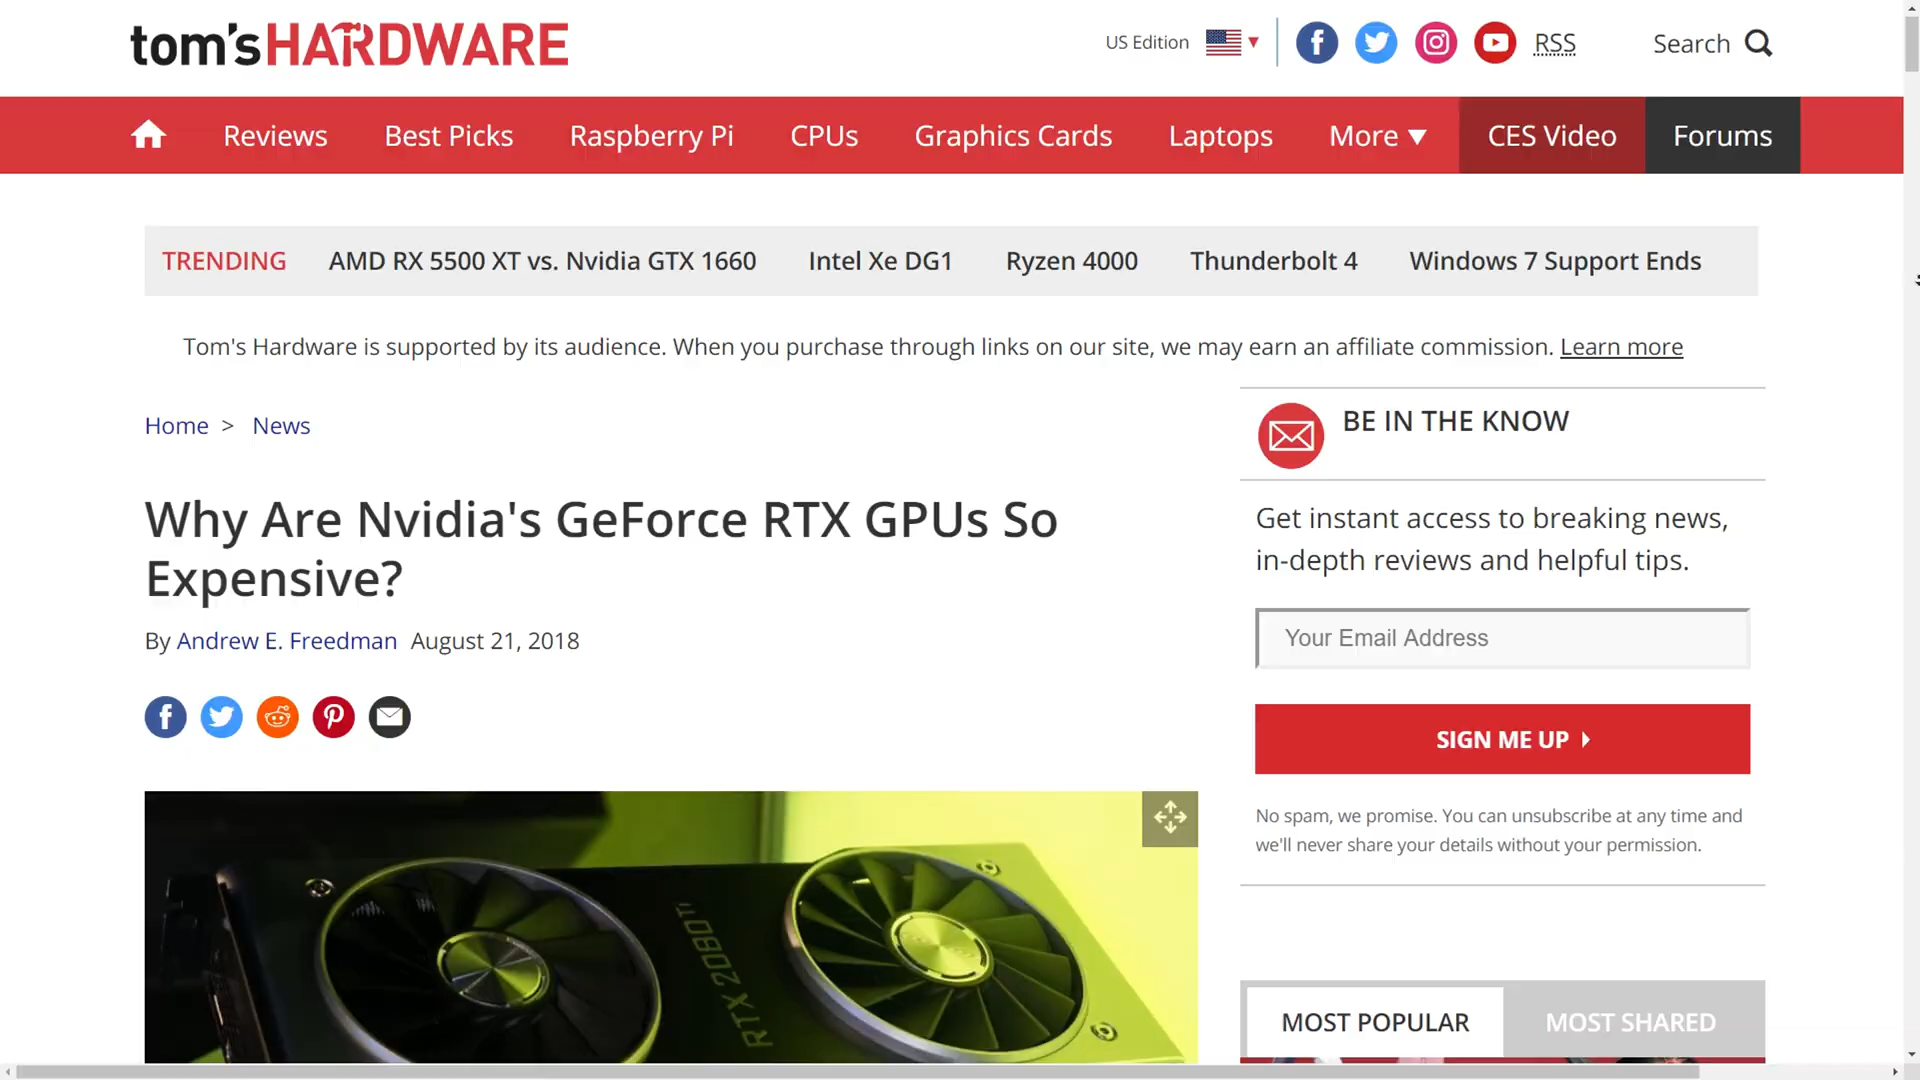 tom's HARDWARE
US Edition
RSS
Search
Reviews
Best Picks
Raspberry Pi
CPUs
Graphics Cards
Laptops
More
CES Video
Forums
TRENDING
AMD RX 5500 XT vs. Nvidia GTX 1660
Intel Xe DG1
Ryzen 4000
Thunderbolt 4
Windows 7 Support Ends
Tom's Hardware is supported by its audience. When you purchase through links on our site, we may earn an affiliate commission. Learn more
Home > News
Why Are Nvidia's GeForce RTX GPUs So
Expensive?
By Andrew E. Freedman August 21, 2018
RTX 2080Ti
BE IN THE KNOW
Get instant access to breaking news,
in-depth reviews and helpful tips.
Your Email Address
SIGN ME UP
No spam, we promise. You can unsubscribe at any time and
we'll never share your details without your permission.
MOST POPULAR
MOST SHARED